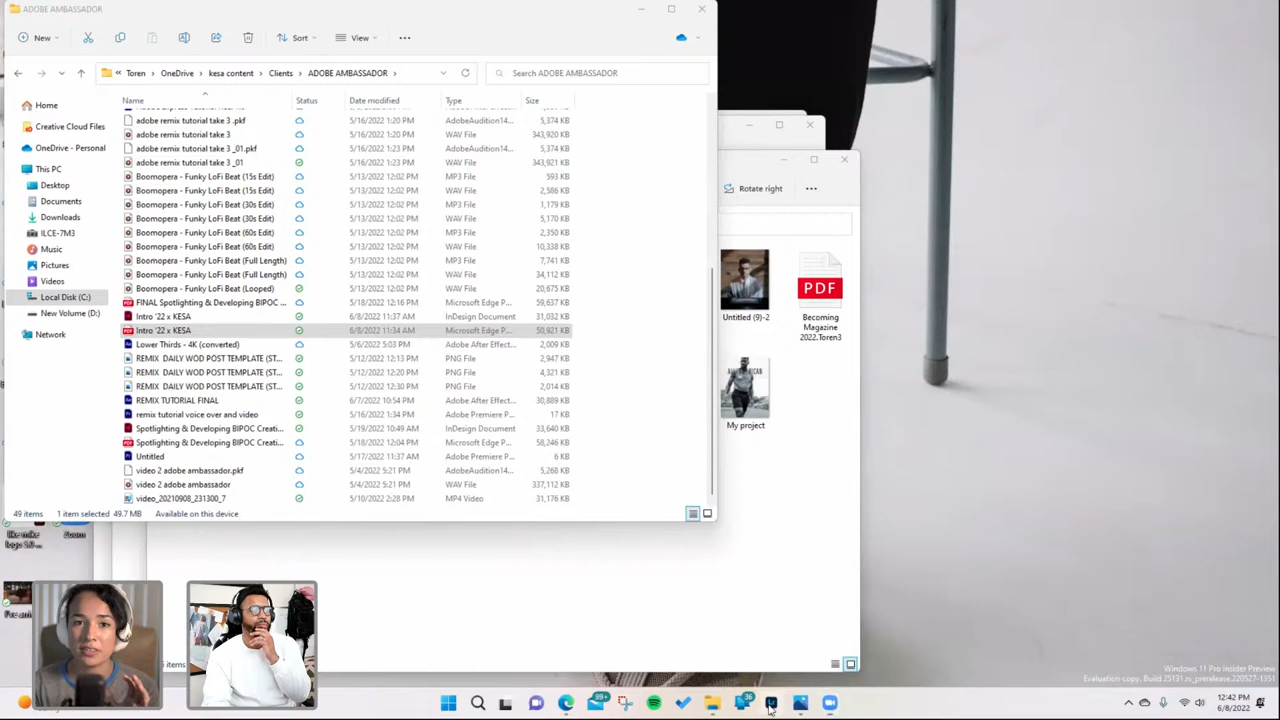 ADOBE AMBASSADOR
New
Sort
View
Toren
OneDrive
kesa content
Clients
ADOBE AMBASSADOR
Search ADOBE AMBASSADOR
Name
Status
Date modified
Type
Size
Home
Creative Cloud Files
OneDrive - Personal
This PC
Desktop
Documents
Downloads
ILCE-7M3
Music
Pictures
Videos
Local Disk (C:)
New Volume (D:)
Network
adobe remix tutorial take 3 .pkf 5/16/2022 1:20 PM AdobeAudition14... 5,374 KB
adobe remix tutorial take 3 5/16/2022 1:20 PM WAV File 343,920 KB
adobe remix tutorial take 3 _01.pkf 5/16/2022 1:23 PM AdobeAudition14... 5,374 KB
adobe remix tutorial take 3 _01 5/16/2022 1:23 PM WAV File 343,921 KB
Boomopera - Funky LoFi Beat (15s Edit) 5/13/2022 12:02 PM MP3 File 593 KB
Boomopera - Funky LoFi Beat (15s Edit) 5/13/2022 12:02 PM WAV File 2,586 KB
Boomopera - Funky LoFi Beat (30s Edit) 5/13/2022 12:02 PM MP3 File 1,171 KB
Boomopera - Funky LoFi Beat (30s Edit) 5/13/2022 12:02 PM WAV File 5,170 KB
Boomopera - Funky LoFi Beat (60s Edit) 5/13/2022 12:02 PM MP3 File 2,350 KB
Boomopera - Funky LoFi Beat (60s Edit) 5/13/2022 12:02 PM WAV File 10,338 KB
Boomopera - Funky LoFi Beat (Full Length) 5/13/2022 12:02 PM MP3 File 7,741 KB
Boomopera - Funky LoFi Beat (Full Length) 5/13/2022 12:02 PM WAV File 34,112 KB
Boomopera - Funky LoFi Beat (Looped) 5/13/2022 12:02 PM WAV File 20,675 KB
FINAL Spotlighting & Developing BIPOC ... 5/18/2022 12:16 PM Microsoft Edge P... 59,637 KB
Intro '22 x KESA 6/8/2022 11:37 AM InDesign Document 31,032 KB
Intro '22 x KESA 6/8/2022 11:34 AM Microsoft Edge P... 50,921 KB
Lower Thirds - 4K (converted) 5/6/2022 5:03 PM Adobe After Effect... 2,009 KB
REMIX DAILY WOD POST TEMPLATE (ST... 5/12/2022 12:13 PM PNG File 2,947 KB
REMIX DAILY WOD POST TEMPLATE (ST... 5/12/2022 12:20 PM PNG File 4,321 KB
REMIX DAILY WOD POST TEMPLATE (ST... 5/12/2022 12:30 PM PNG File 2,014 KB
REMIX TUTORIAL FINAL 6/7/2022 10:54 PM Adobe After Effect... 30,889 KB
remix tutorial voice over and video 5/16/2022 1:34 PM Adobe Premiere P... 17 KB
Spotlighting & Developing BIPOC Creati... 5/19/2022 10:49 AM InDesign Document 33,640 KB
Spotlighting & Developing BIPOC Creati... 5/18/2022 12:04 PM Microsoft Edge P... 58,246 KB
Untitled 5/17/2022 11:37 AM Adobe Premiere P... 6 KB
video 2 adobe ambassador.pkf 5/4/2022 5:21 PM AdobeAudition14... 5,268 KB
video 2 adobe ambassador 5/4/2022 5:21 PM WAV File 337,112 KB
video_20210908_231300_7 5/10/2022 2:28 PM MP4 Video 31,176 KB
49 items 1 item selected 49.7 MB Available on this device
Rotate right
Untitled (9)-2
PDF
Becoming
Magazine
2022.Toren3
My project
like mike
logo 5.0...
Zoom
items
99+
36
Windows 11 Pro Insider Preview
Evaluation copy. Build 25131.rs_prerelease.220527-1351
12:42 PM
6/8/2022